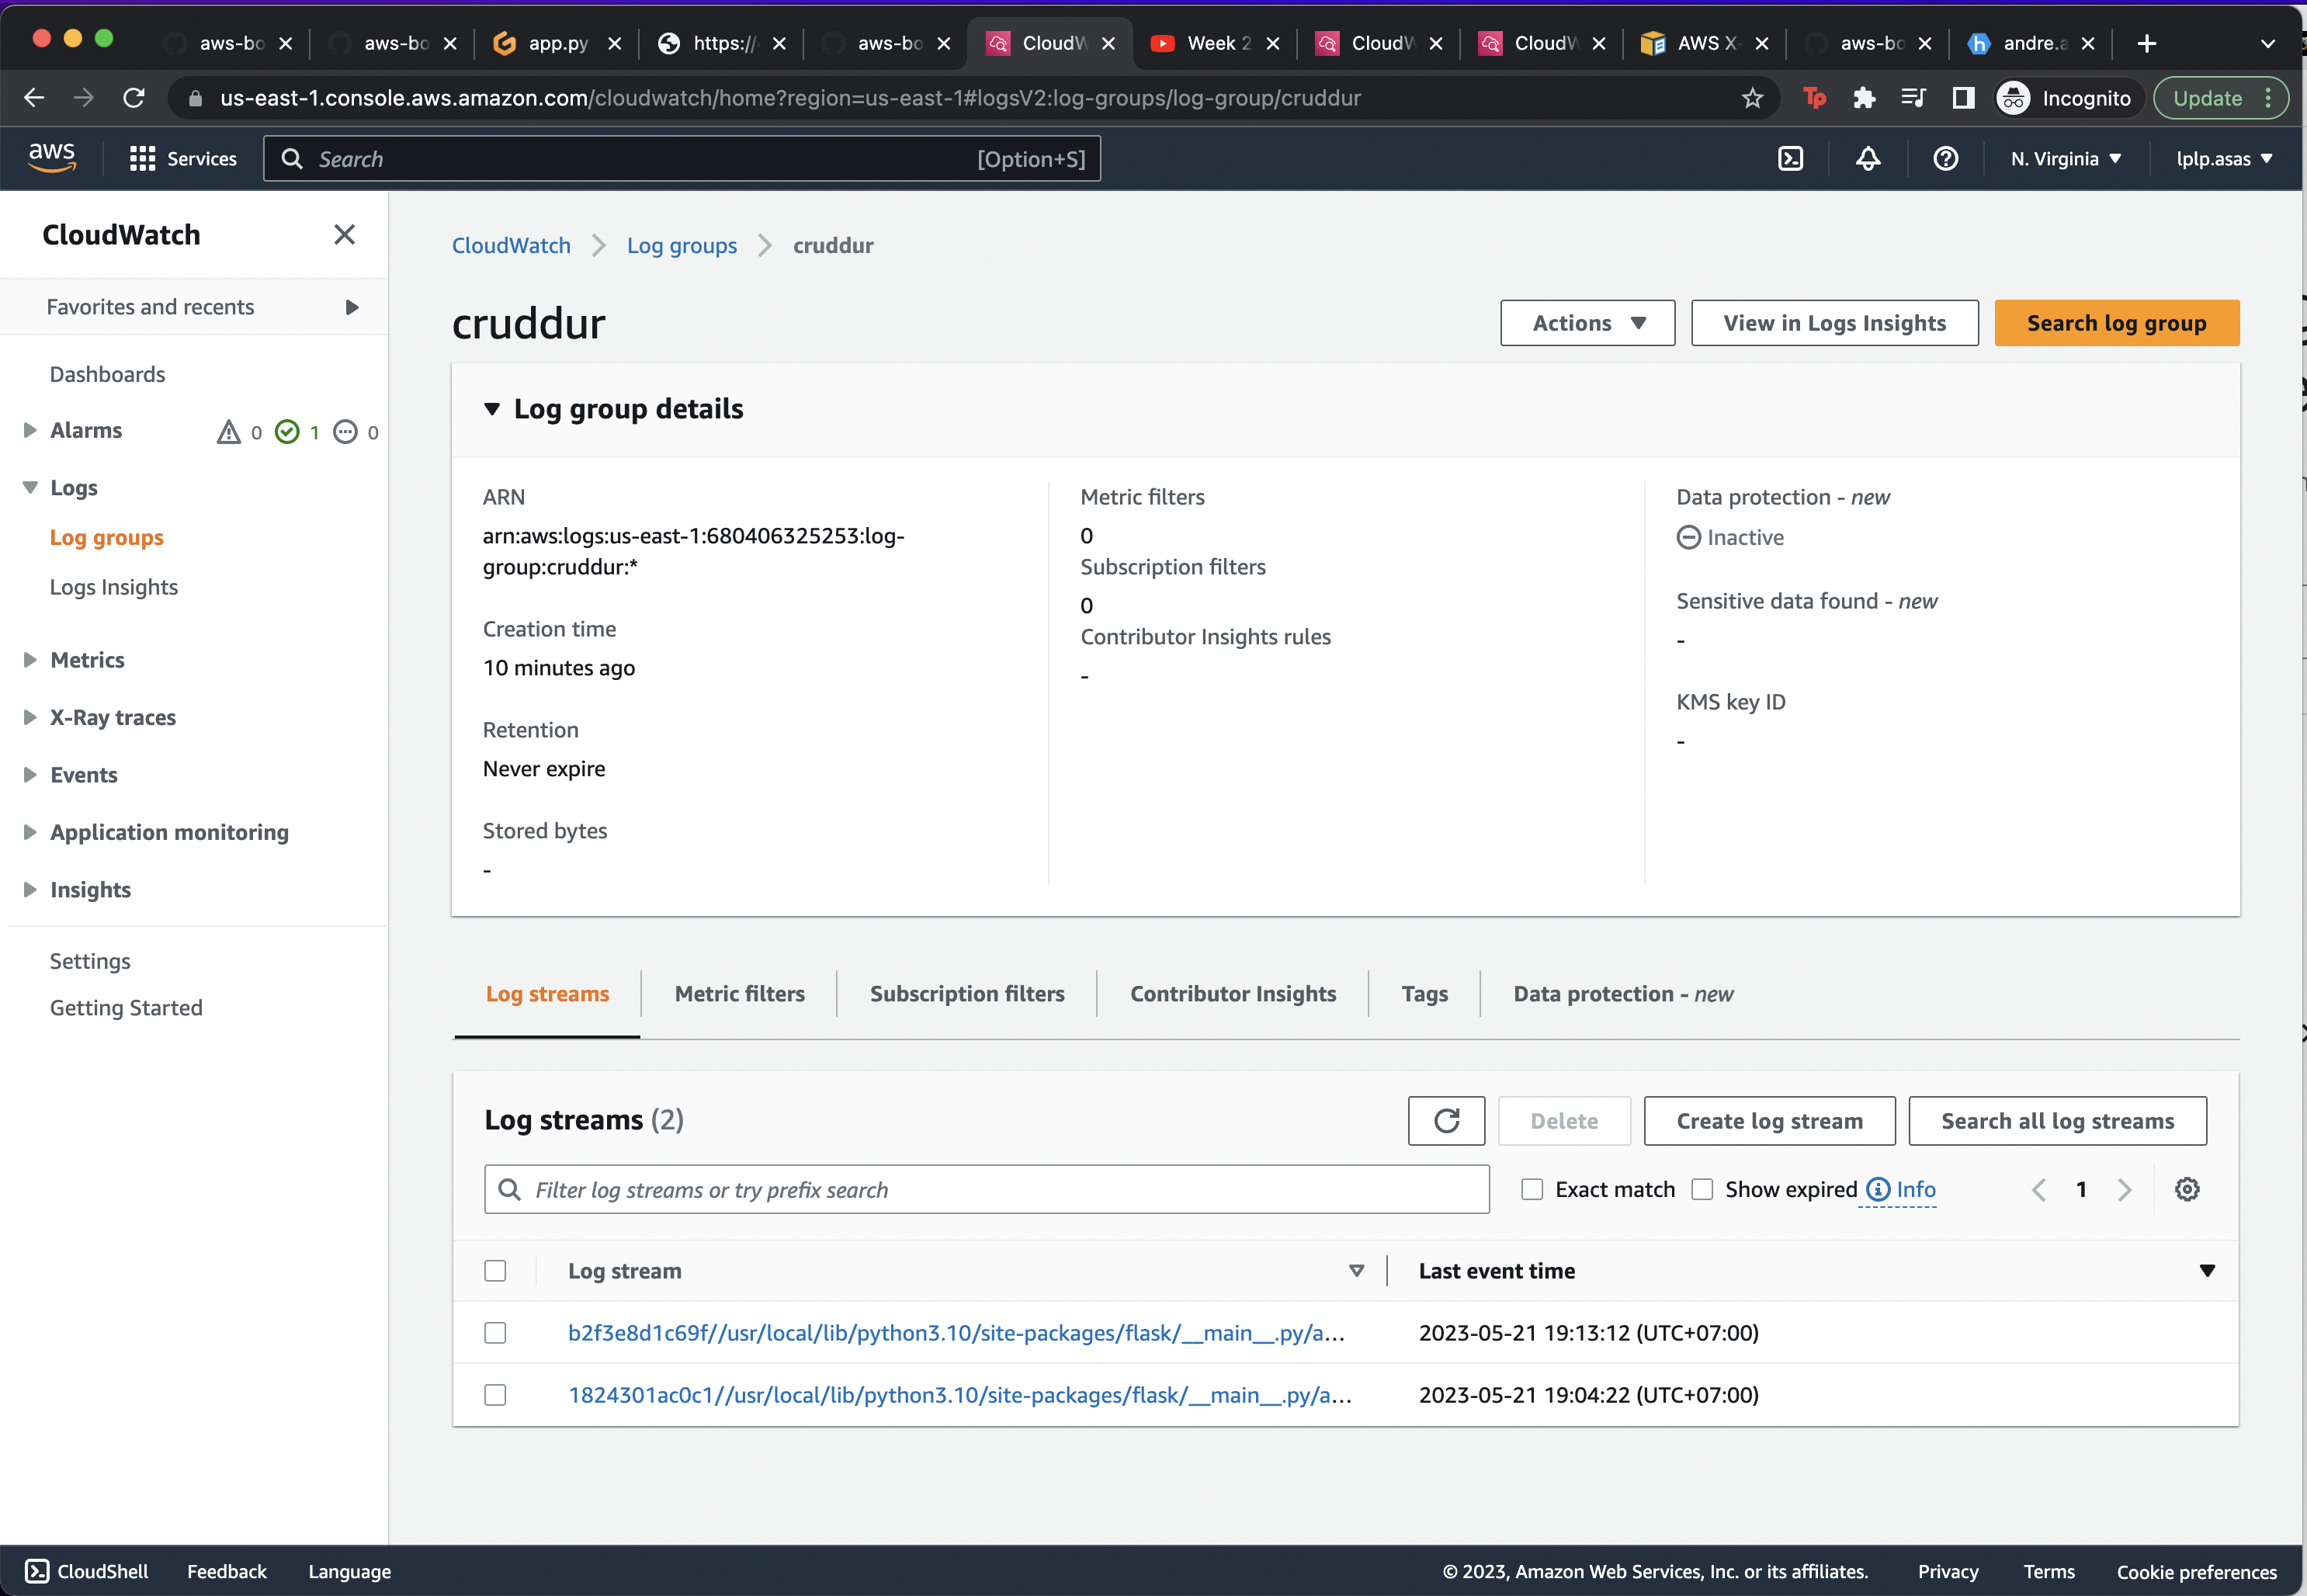 aws-bo
aws-bo
app.py
https://
aws-bo
CloudW
Week 2
CloudW
CloudW
AWS X-
aws-bo
andre.a
us-east-1.console.aws.amazon.com/cloudwatch/home?region=us-east-1#logsV2:log-groups/log-group/cruddur
Tp
Incognito
Update
aws
Services
Search
[Option+S]
N. Virginia
lplp.asas
CloudWatch
Favorites and recents
Dashboards
Alarms 0 1 0
Logs
Log groups
Logs Insights
Metrics
X-Ray traces
Events
Application monitoring
Insights
Settings
Getting Started
CloudWatch
Log groups
cruddur
cruddur
Actions
View in Logs Insights
Search log group
Log group details
ARN
arn:aws:logs:us-east-1:680406325253:log-
group:cruddur:*
Creation time
10 minutes ago
Retention
Never expire
Stored bytes
-
Metric filters
0
Subscription filters
0
Contributor Insights rules
-
Data protection - new
Inactive
Sensitive data found - new
-
KMS key ID
-
Log streams
Metric filters
Subscription filters
Contributor Insights
Tags
Data protection - new
Log streams (2)
Delete
Create log stream
Search all log streams
Filter log streams or try prefix search
Exact match
Show expired
Info
1
Log stream
Last event time
b2f3e8d1c69f//usr/local/lib/python3.10/site-packages/flask/__main__.py/a...
2023-05-21 19:13:12 (UTC+07:00)
1824301ac0c1//usr/local/lib/python3.10/site-packages/flask/__main__.py/a...
2023-05-21 19:04:22 (UTC+07:00)
CloudShell
Feedback
Language
© 2023, Amazon Web Services, Inc. or its affiliates.
Privacy
Terms
Cookie preferences